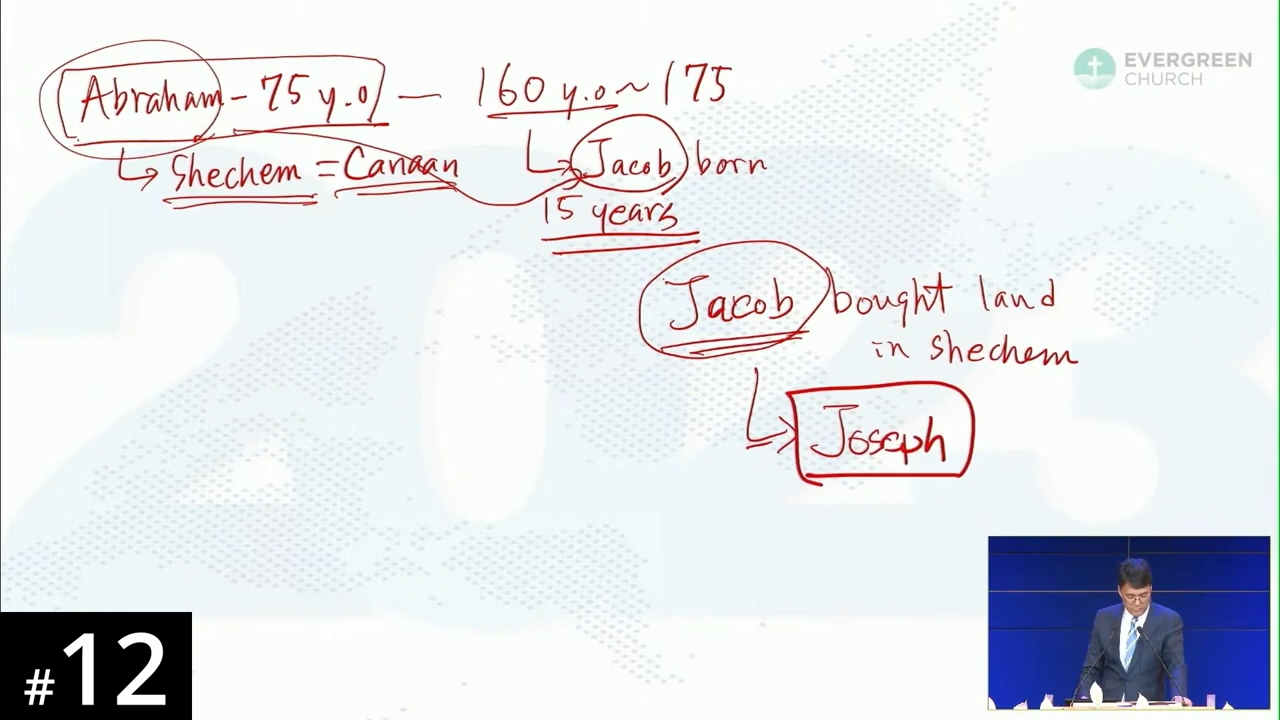 EVERGREEN
CHURCH
Abraham - 75 y.o — 160 y.o ~ 175
↳ Shechem = Canaan
↳ Jacob born
15 years
Jacob bought land
in Shechem
↳ Joseph
#12